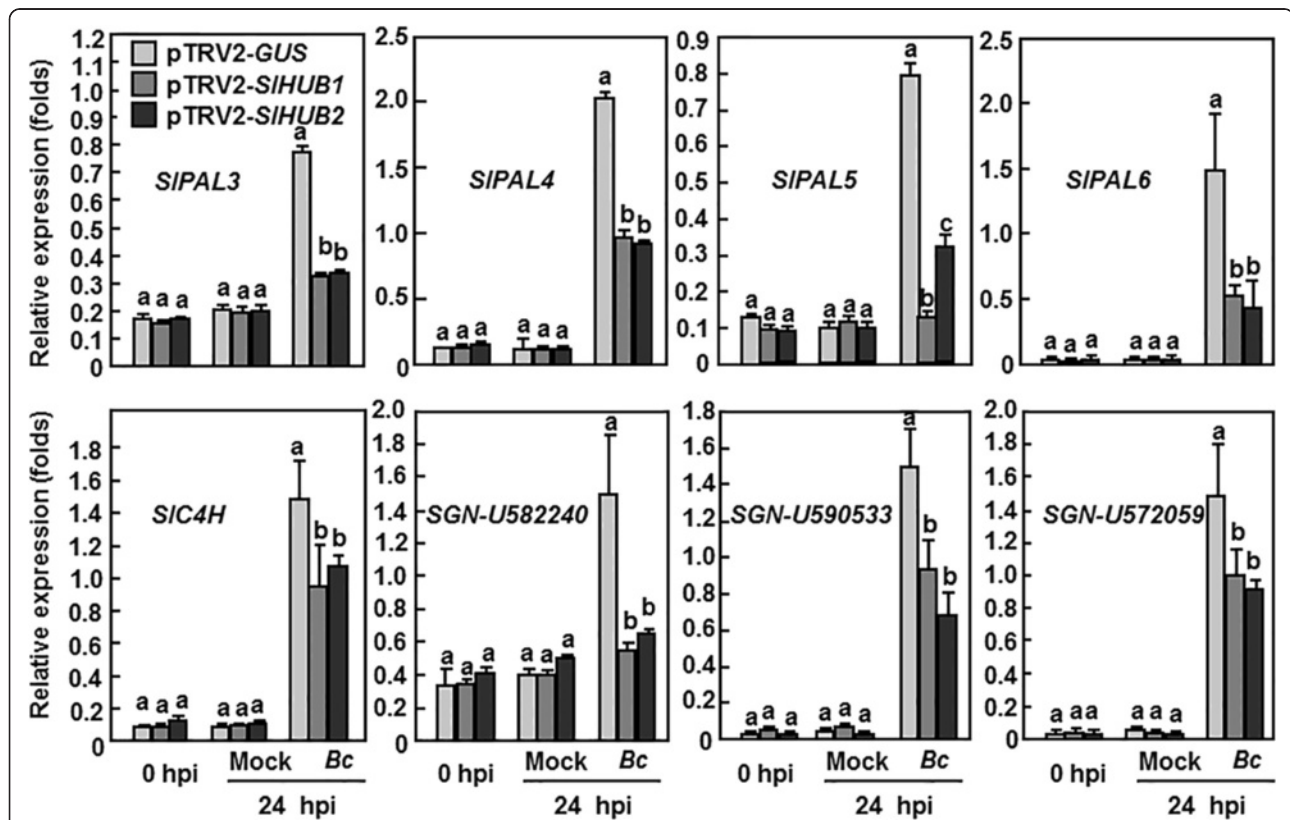 Relative expression (folds)
1.2
1.1
1.0
0.9
0.8
0.7
0.6
0.5
0.4
0.3
0.2
0.1
0
pTRV2-GUS
pTRV2-SlHUB1
pTRV2-SlHUB2
SlPAL3
a a a
a a a
a
b b
2.5
2.0
1.5
1.0
0.5
0
SlPAL4
a a a
a a a
a
b b
0.9
0.8
0.7
0.6
0.5
0.4
0.3
0.2
0.1
0
SlPAL5
a a a
a a a
a
b
c
2.5
2.0
1.5
1.0
0.5
0
SlPAL6
a a a
a a a
a
b b
Relative expression (folds)
1.8
1.6
1.4
1.2
1.0
0.8
0.6
0.4
0.2
0
SlC4H
a a a
a a a
a
b b
0 hpi
Mock
Bc
24 hpi
2.0
1.8
1.6
1.4
1.2
1.0
0.8
0.6
0.4
0.2
0
SGN-U582240
a a a
a a a
a
b b
0 hpi
Mock
Bc
24 hpi
1.8
1.6
1.4
1.2
1.0
0.8
0.6
0.4
0.2
0
SGN-U590533
a a a
a a a
a
b
b
0 hpi
Mock
Bc
24 hpi
2.0
1.8
1.6
1.4
1.2
1.0
0.8
0.6
0.4
0.2
0
SGN-U572059
a a a
a a a
a
b
b
0 hpi
Mock
Bc
24 hpi